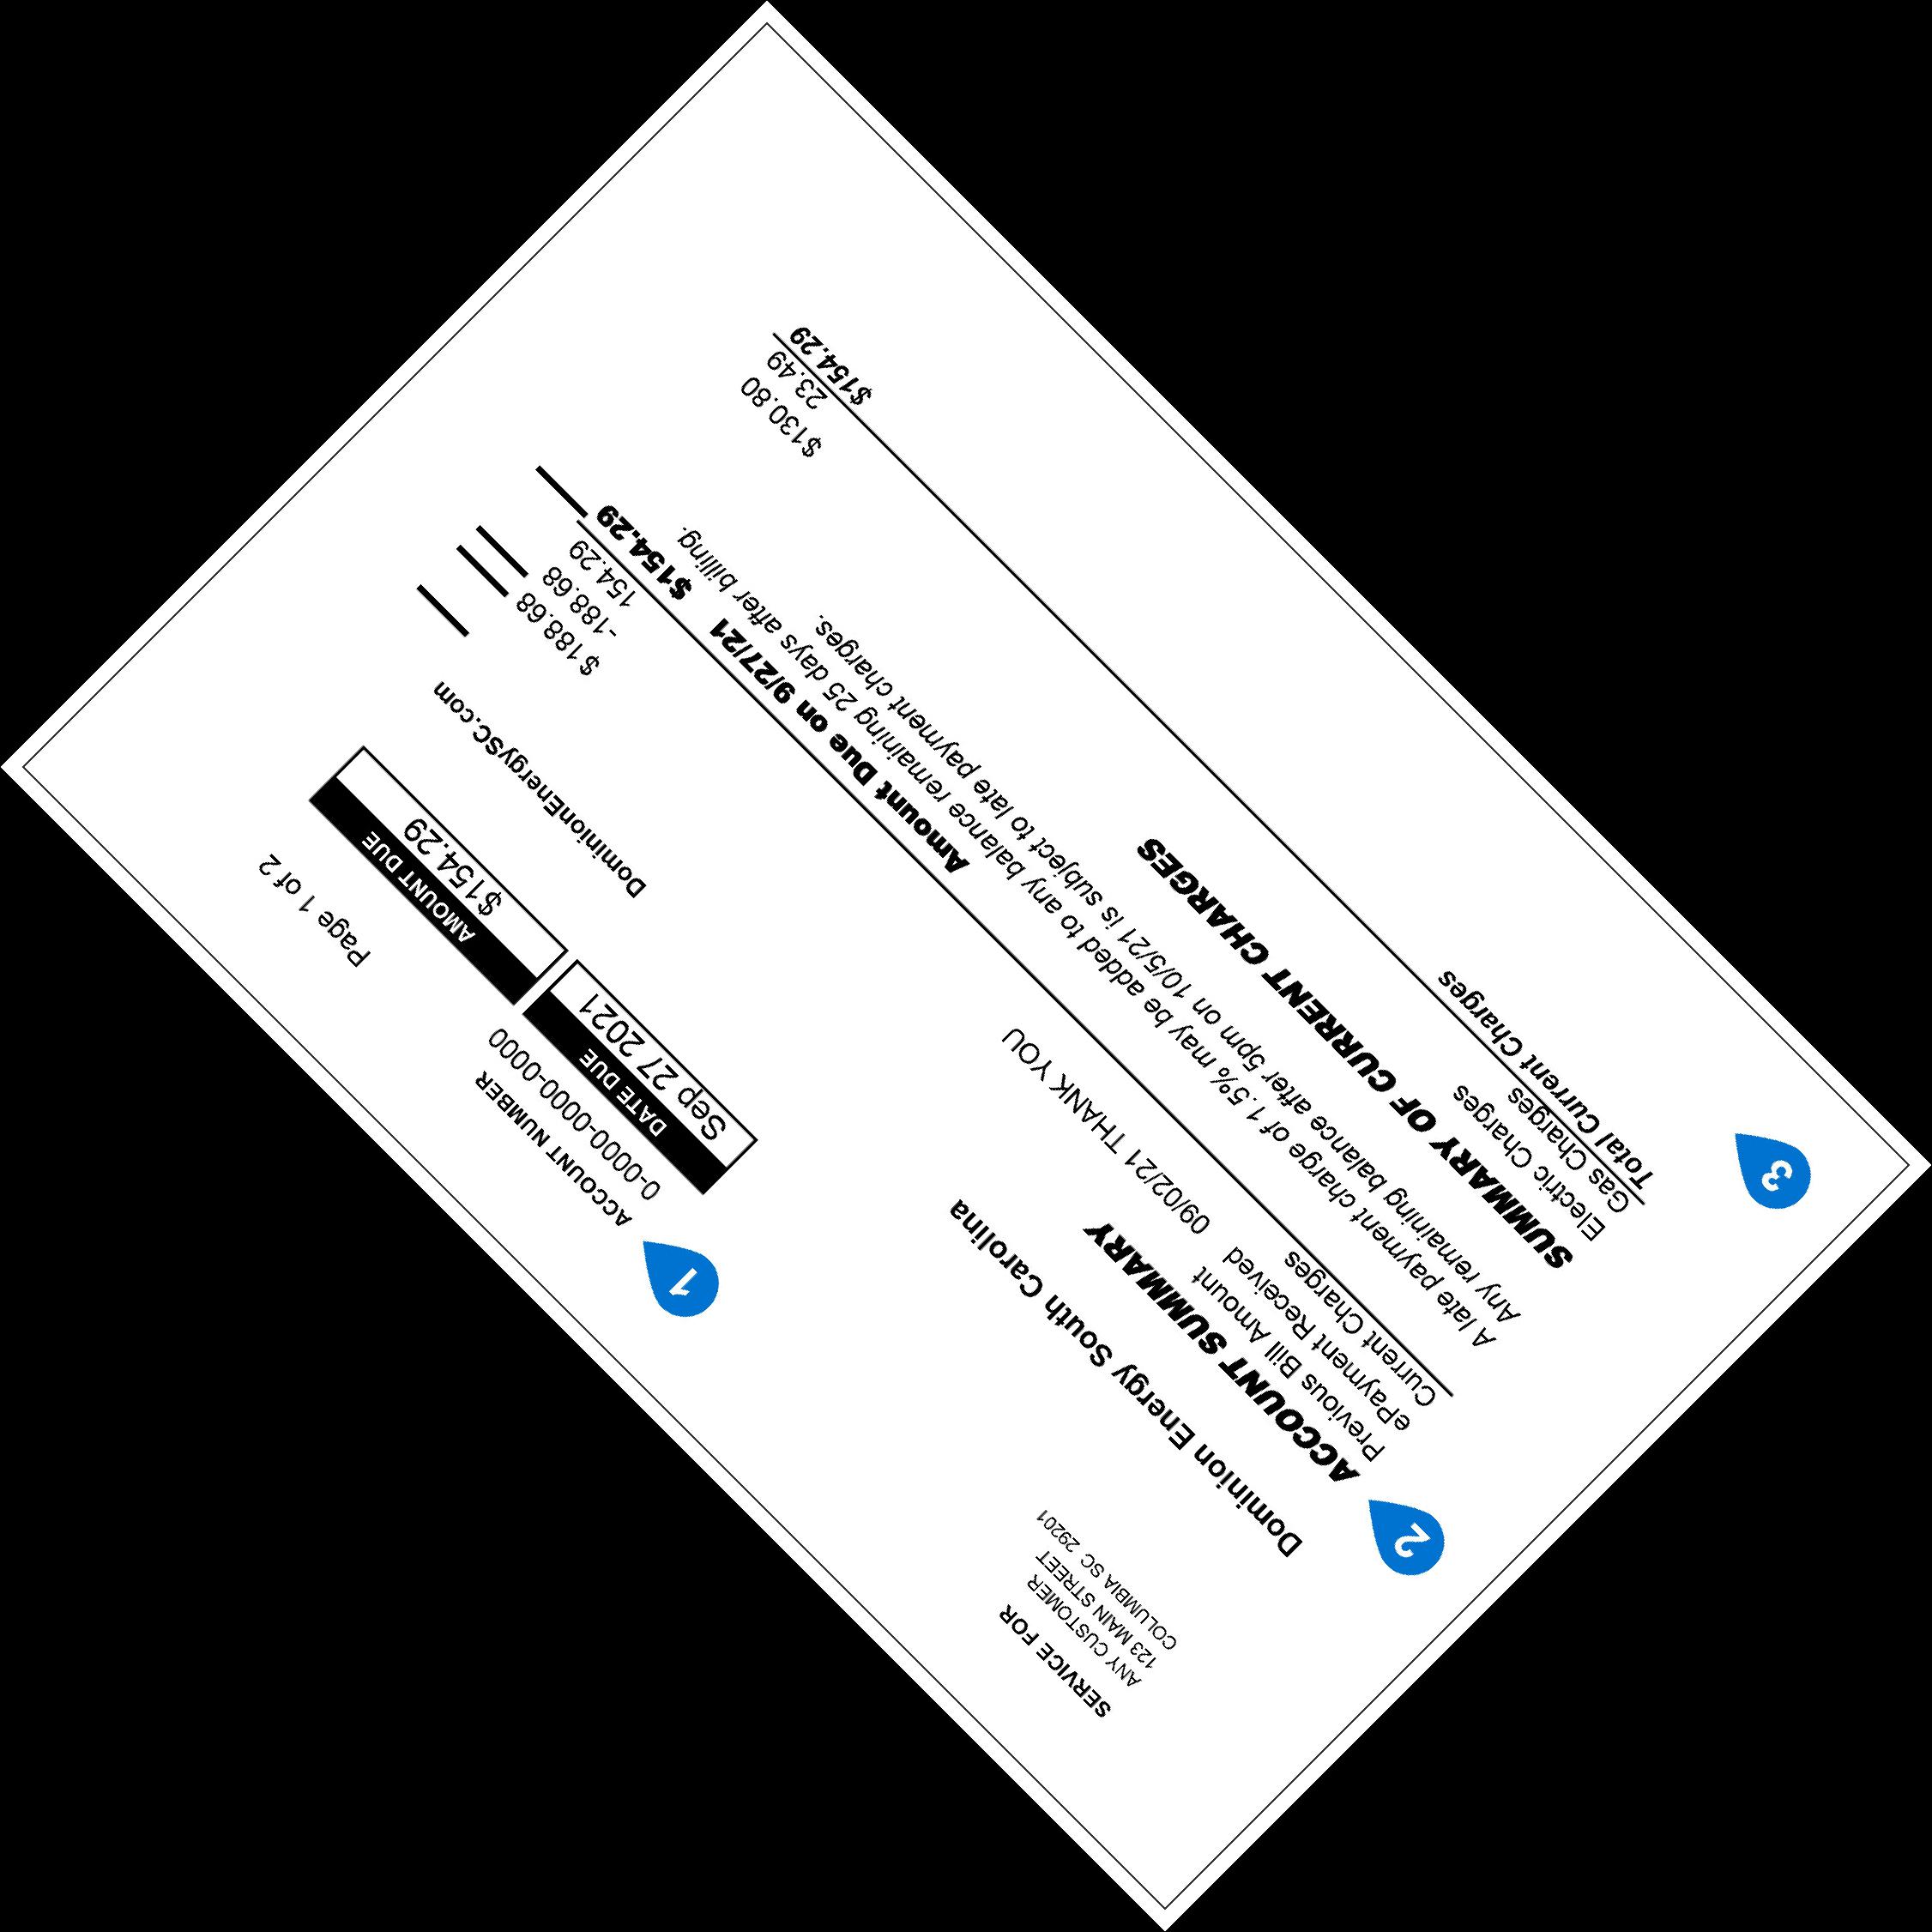 Page 1 of 2
1
ACCOUNT NUMBER
0-0000-0000-0000
DATE DUE
Sep 27 2021
AMOUNT DUE
$154.29
SERVICE FOR
ANY CUSTOMER
123 MAIN STREET
COLUMBIA SC 29201
Dominion Energy South Carolina
DominionEnergySC.com
2
ACCOUNT SUMMARY
Previous Bill Amount $188.68
ePayment Received 09/02/21 THANK YOU -188.68
Current Charges 154.29
Amount Due on 9/27/21 $154.29
A late payment charge of 1.5% may be added to any balance remaining 25 days after billing.
Any remaining balance after 5pm on 10/5/21 is subject to late payment charges.
SUMMARY OF CURRENT CHARGES
Electric Charges $130.80
Gas Charges 23.49
Total Current Charges $154.29
3